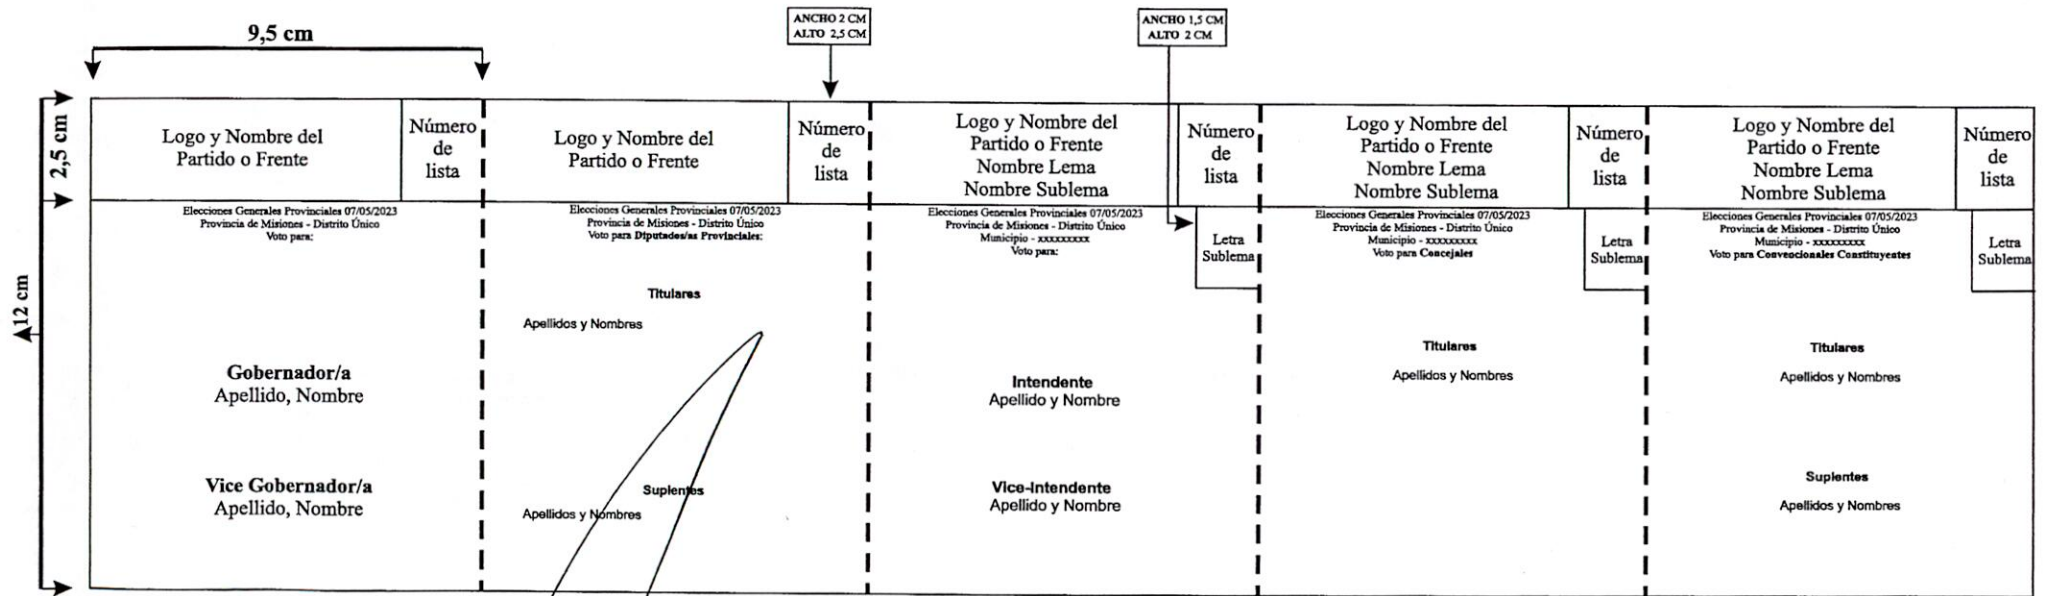 9,5 cm
ANCHO 2 CM
ALTO 2,5 CM
ANCHO 1,5 CM
ALTO 2 CM
2,5 cm
12 cm
Logo y Nombre del
Partido o Frente
Número
de
lista
Elecciones Generales Provinciales 07/05/2023
Provincia de Misiones - Distrito Único
Voto para:
Gobernador/a
Apellido, Nombre
Vice Gobernador/a
Apellido, Nombre
Logo y Nombre del
Partido o Frente
Número
de
lista
Elecciones Generales Provinciales 07/05/2023
Provincia de Misiones - Distrito Único
Voto para Diputados/as Provinciales:
Titulares
Apellidos y Nombres
Suplentes
Apellidos y Nombres
Logo y Nombre del
Partido o Frente
Nombre Lema
Nombre Sublema
Número
de
lista
Elecciones Generales Provinciales 07/05/2023
Provincia de Misiones - Distrito Único
Municipio - xxxxxxxxx
Voto para:
Letra
Sublema
Intendente
Apellido y Nombre
Vice-Intendente
Apellido y Nombre
Logo y Nombre del
Partido o Frente
Nombre Lema
Nombre Sublema
Número
de
lista
Elecciones Generales Provinciales 07/05/2023
Provincia de Misiones - Distrito Único
Municipio - xxxxxxxxx
Voto para Concejales
Letra
Sublema
Titulares
Apellidos y Nombres
Logo y Nombre del
Partido o Frente
Nombre Lema
Nombre Sublema
Número
de
lista
Elecciones Generales Provinciales 07/05/2023
Provincia de Misiones - Distrito Único
Municipio - xxxxxxxxx
Voto para Convencionales Constituyentes
Letra
Sublema
Titulares
Apellidos y Nombres
Suplentes
Apellidos y Nombres